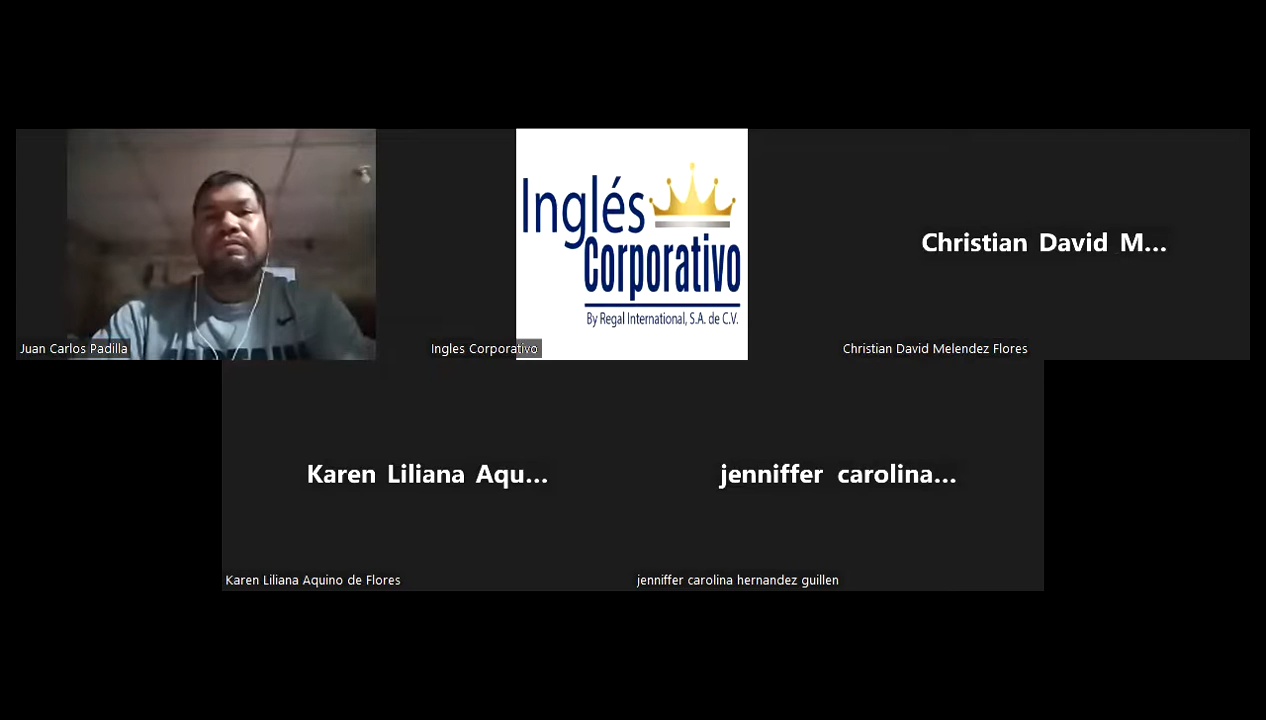 Inglés
Corporativo
By Regal International, S.A. de C.V.
Christian David M...
Juan Carlos Padilla
Ingles Corporativo
Christian David Melendez Flores
Karen Liliana Aqu...
jenniffer carolina...
Karen Liliana Aquino de Flores
jenniffer carolina hernandez guillen